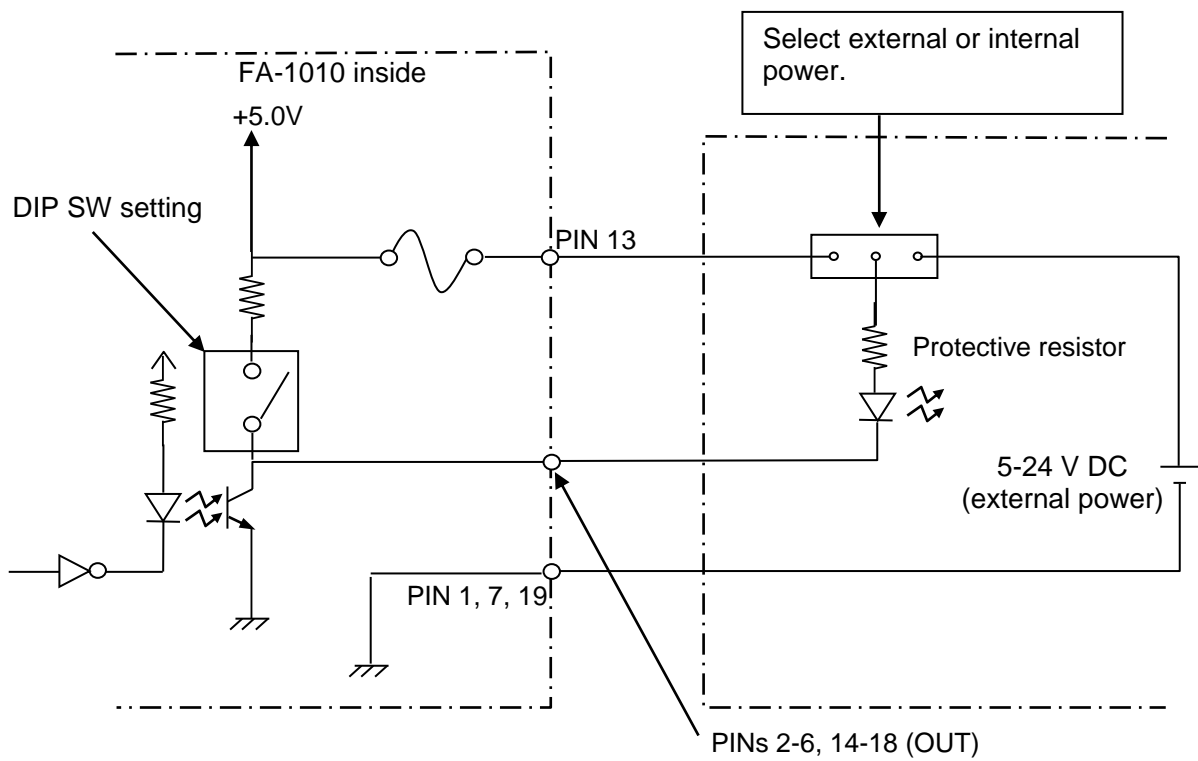 Select external or internal
power.
FA-1010 inside
+5.0V
DIP SW setting
PIN 13
Protective resistor
5-24 V DC
(external power)
PIN 1, 7, 19
PINs 2-6, 14-18 (OUT)